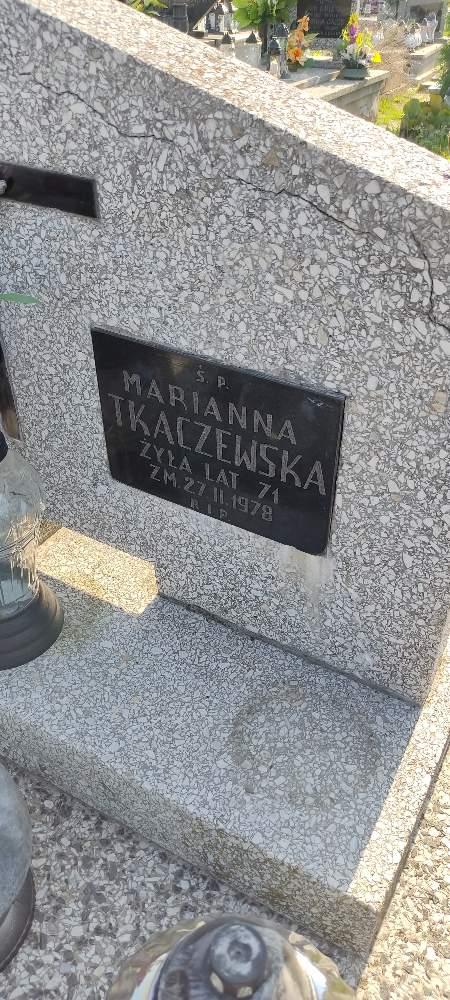 Ś. P.
MARIANNA
TKACZEWSKA
ŻYŁA LAT 71
ZM. 27.II.1978
R.I.P.